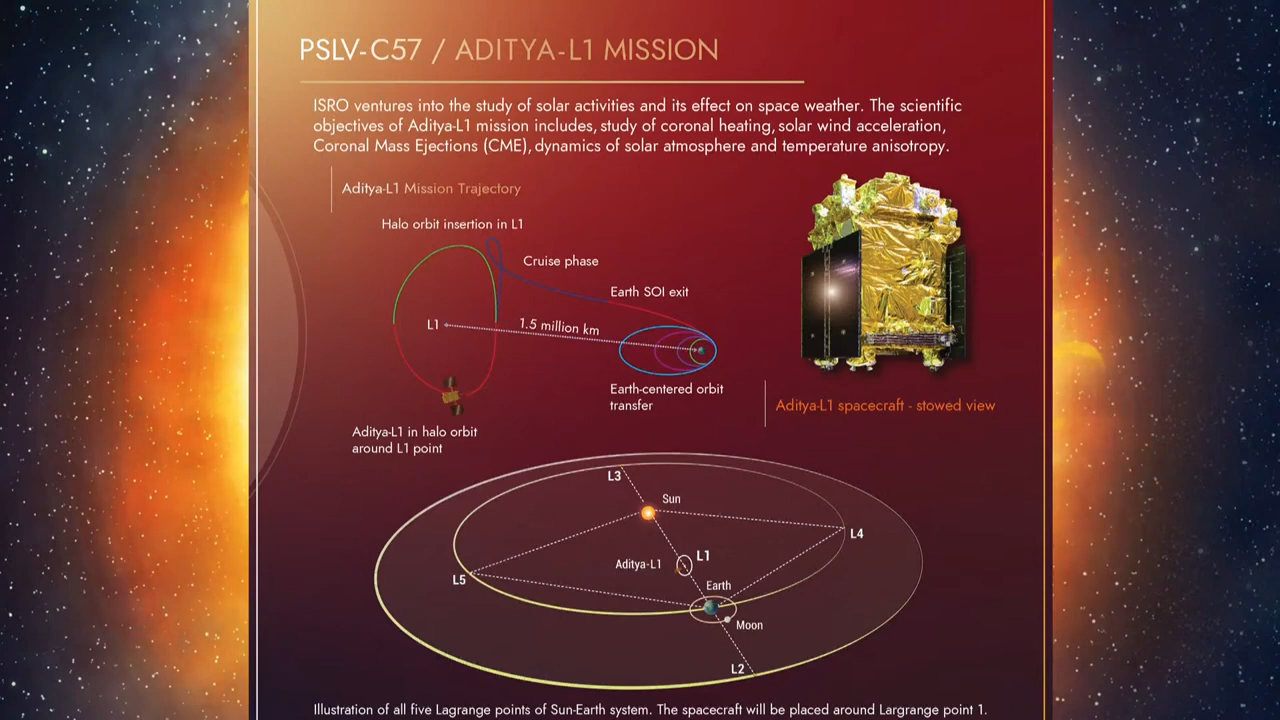 PSLV-C57 / ADITYA-L1 MISSION
ISRO ventures into the study of solar activities and its effect on space weather. The scientific
objectives of Aditya-L1 mission includes, study of coronal heating, solar wind acceleration,
Coronal Mass Ejections (CME), dynamics of solar atmosphere and temperature anisotropy.
Aditya-L1 Mission Trajectory
Halo orbit insertion in L1
Cruise phase
Earth SOI exit
L1
1.5 million km
Earth-centered orbit
transfer
Aditya-L1 spacecraft - stowed view
Aditya-L1 in halo orbit
around L1 point
L3
Sun
L4
L1
Aditya-L1
L5
Earth
Moon
L2
Illustration of all five Lagrange points of Sun-Earth system. The spacecraft will be placed around Largrange point 1.